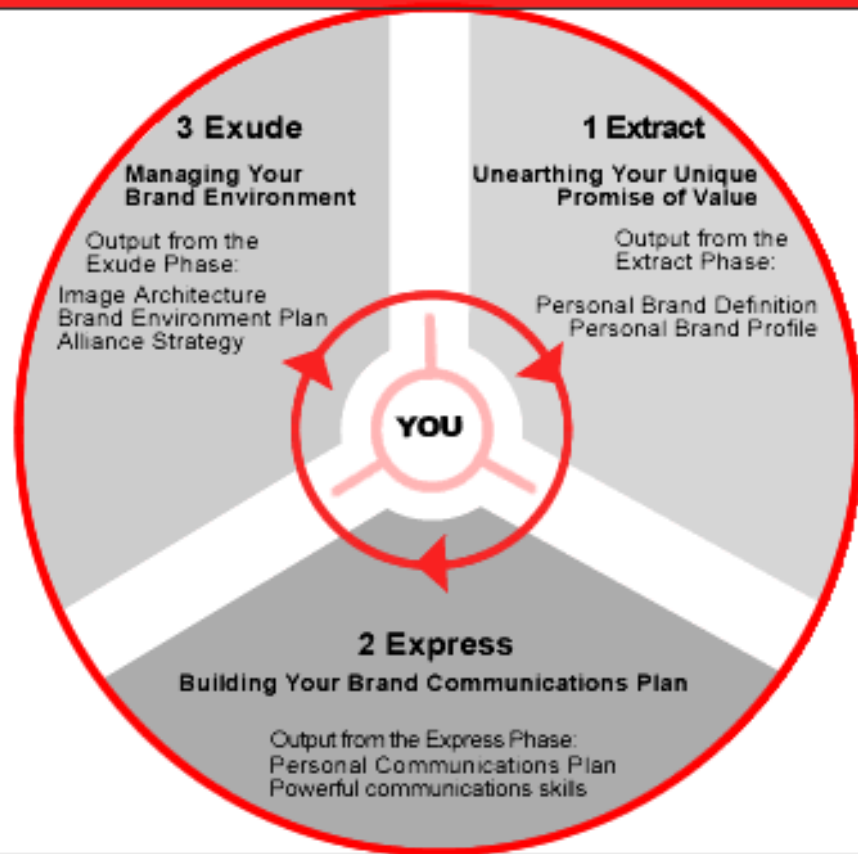 3 Exude
Managing Your
Brand Environment
Output from the
Exude Phase:
Image Architecture
Brand Environment Plan
Alliance Strategy
1 Extract
Unearthing Your Unique
Promise of Value
Output from the
Extract Phase:
Personal Brand Definition
Personal Brand Profile
YOU
2 Express
Building Your Brand Communications Plan
Output from the Express Phase:
Personal Communications Plan
Powerful communications skills